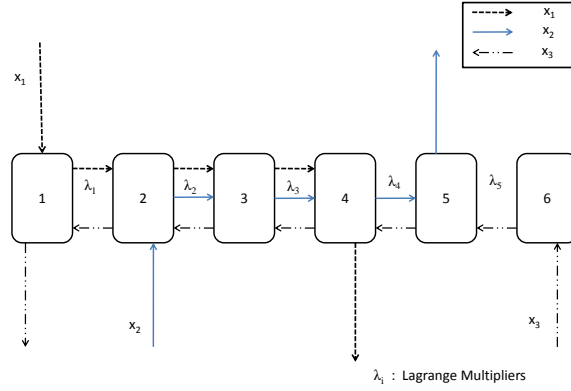 x₁
x₂
x₃
x₁
1
λ₁
2
λ₂
3
λ₃
4
λ₄
5
λ₅
6
x₂
x₃
λᵢ : Lagrange Multipliers